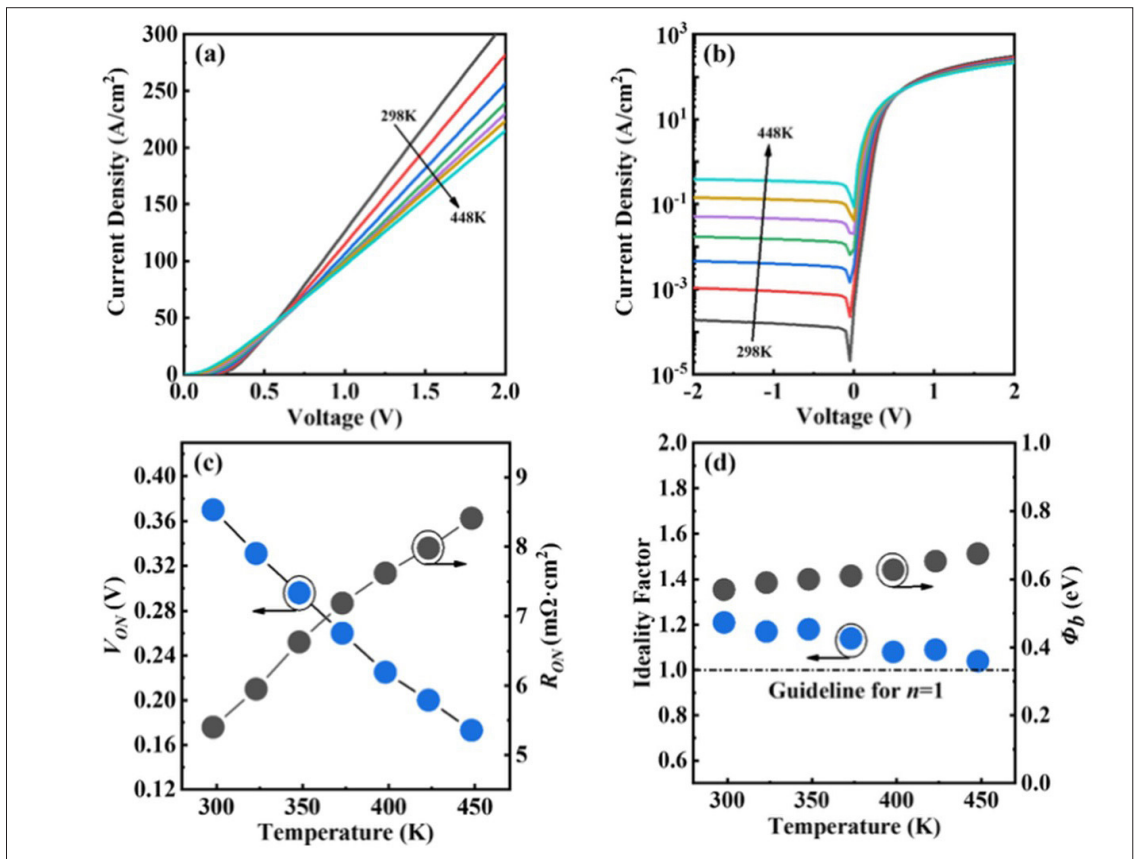 (a)
300
250
200
150
100
50
0
Current Density (A/cm²)
298K
448K
0.0 0.5 1.0 1.5 2.0
Voltage (V)
(b)
10³
10¹
10⁻¹
10⁻³
10⁻⁵
Current Density (A/cm²)
448K
298K
-2 -1 0 1 2
Voltage (V)
(c)
0.40
0.36
0.32
0.28
0.24
0.20
0.16
0.12
V_ON (V)
9
8
7
6
5
R_ON (mΩ·cm²)
300 350 400 450
Temperature (K)
(d)
2.0
1.8
1.6
1.4
1.2
1.0
0.8
0.6
Ideality Factor
1.0
0.8
0.6
0.4
0.2
0.0
Φ_b (eV)
Guideline for n=1
300 350 400 450
Temperature (K)